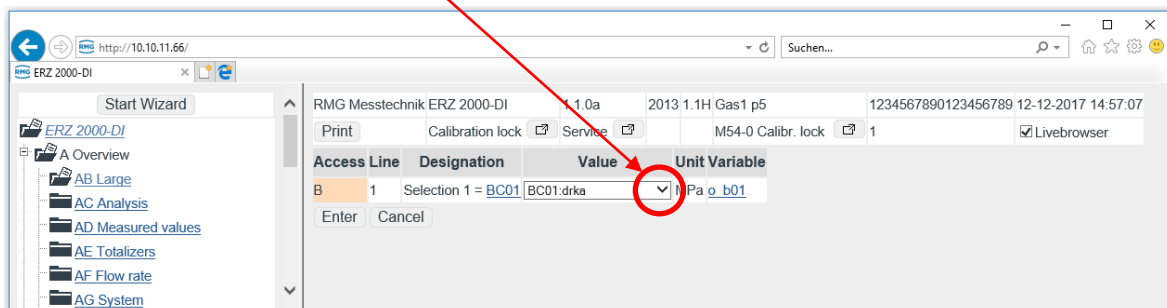 RMG http://10.10.11.66/ Suchen...
RMG ERZ 2000-DI
Start Wizard
ERZ 2000-DI
A Overview
AB Large
AC Analysis
AD Measured values
AE Totalizers
AF Flow rate
AG System
RMG Messtechnik ERZ 2000-DI 1.1.0a 2013 1.1H Gas1 p5 1234567890123456789 12-12-2017 14:57:07
Print Calibration lock Service M54-0 Calibr. lock 1 Livebrowser
Access Line Designation Value Unit Variable
B 1 Selection 1 = BC01 BC01:drka MPa o_b01
Enter Cancel